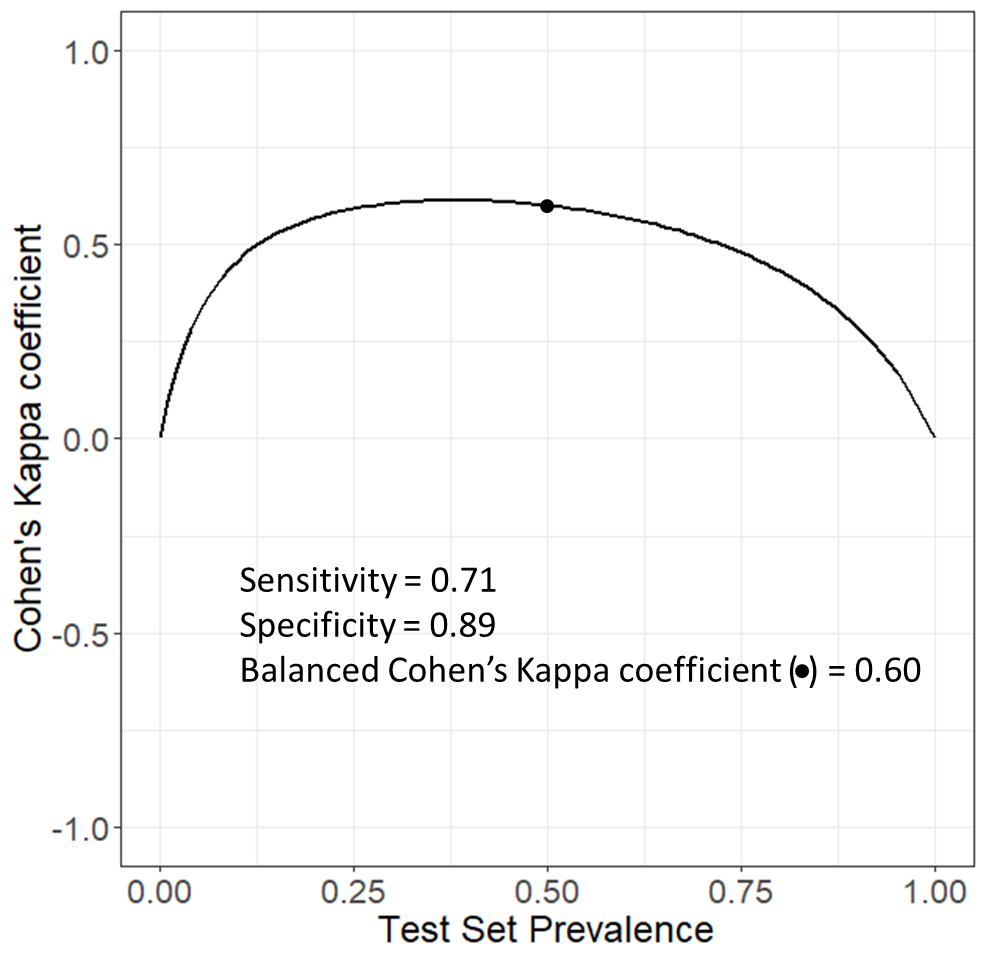 Cohen's Kappa coefficient
1.0
0.5
0.0
-0.5
-1.0
Sensitivity = 0.71
Specificity = 0.89
Balanced Cohen’s Kappa coefficient (●) = 0.60
0.00 0.25 0.50 0.75 1.00
Test Set Prevalence